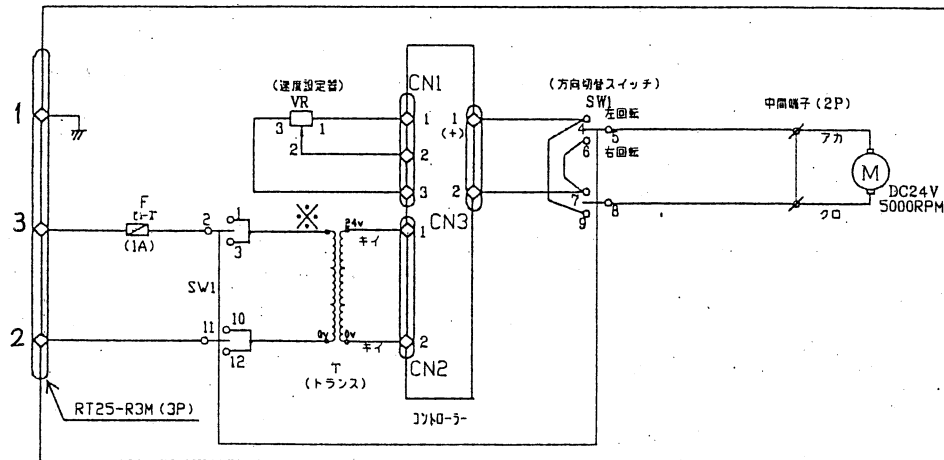 CN1
(速度設定器)
VR
3
1
2
1
2
3
1
(+)
2
CN3
(方向切替スイッチ)
SW1
左回転
4
5
6
右回転
7
8
9
中間端子(2P)
アカ
クロ
M
DC24V
5000RPM
1
3
2
F
ヒューズ
(1A)
2
1
3
SW1
11
10
12
※
24v
キイ
0v
0v
キイ
T
(トランス)
1
2
CN2
コントローラー
RT25-R3M(3P)